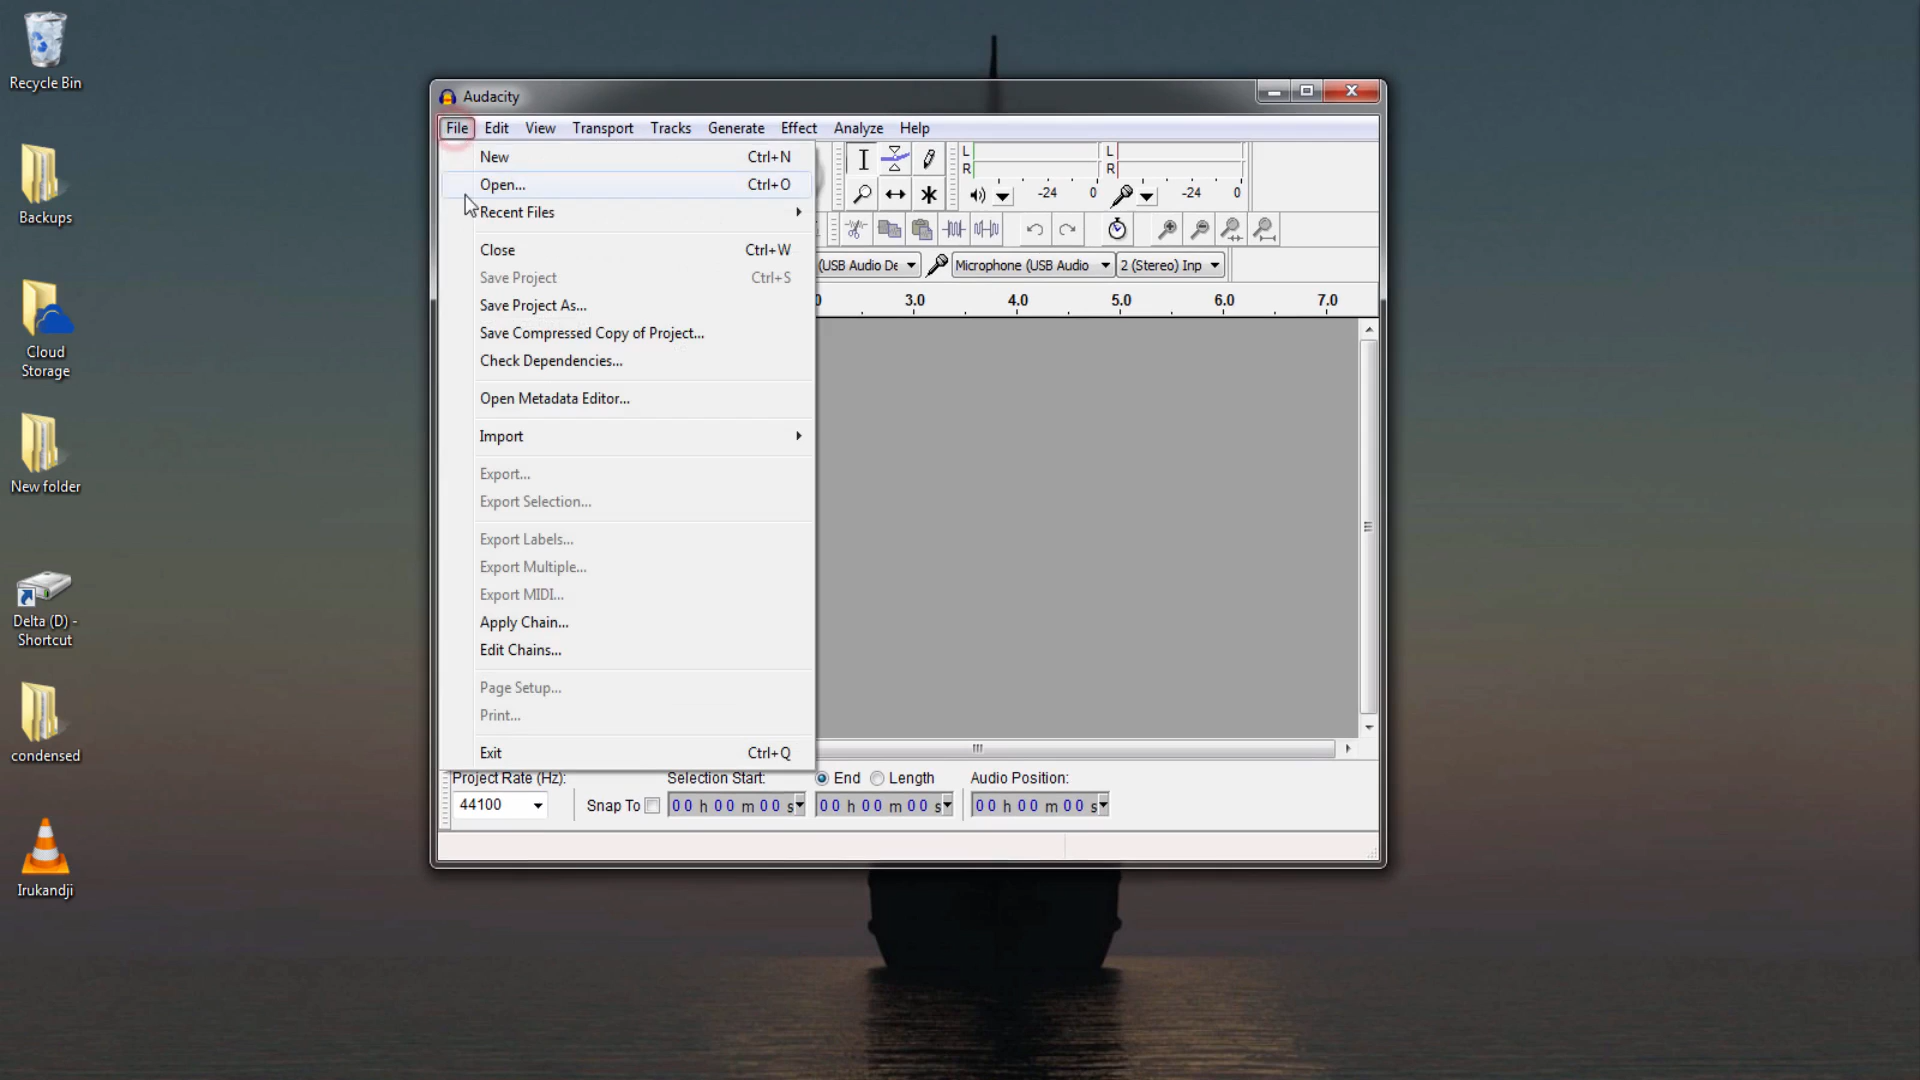 Recycle Bin
Backups
Cloud
Storage
New folder
Delta (D) -
Shortcut
condensed
Irukandji
Audacity
File Edit View Transport Tracks Generate Effect Analyze Help
New Ctrl+N
Open... Ctrl+O
Recent Files
Close Ctrl+W
Save Project Ctrl+S
Save Project As...
Save Compressed Copy of Project...
Check Dependencies...
Open Metadata Editor...
Import
Export...
Export Selection...
Export Labels...
Export Multiple...
Export MIDI...
Apply Chain...
Edit Chains...
Page Setup...
Print...
Exit Ctrl+Q
L L
R R
-24 0 -24 0
(USB Audio De Microphone (USB Audio 2 (Stereo) Inp
0 3.0 4.0 5.0 6.0 7.0
Project Rate (Hz): Selection Start: End Length Audio Position:
44100 Snap To 00 h 00 m 00 s 00 h 00 m 00 s 00 h 00 m 00 s